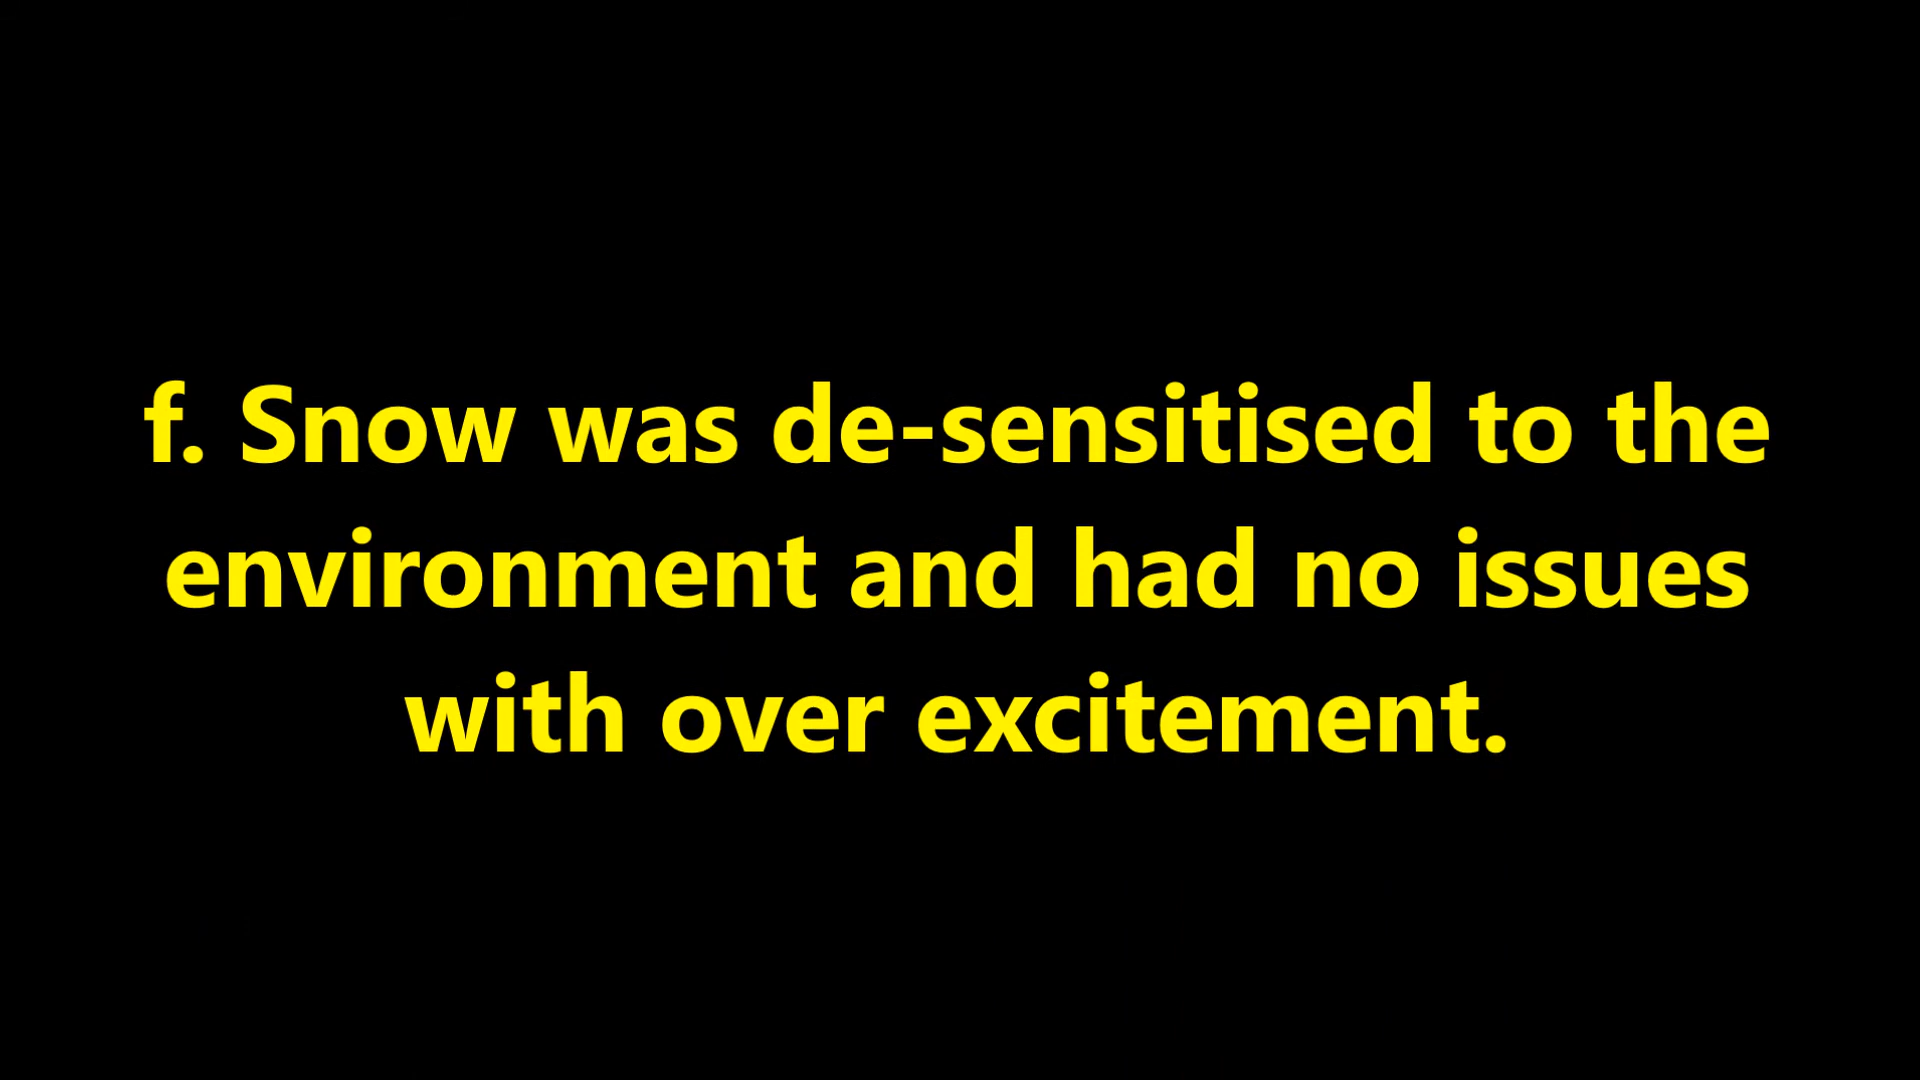 f. Snow was de-sensitised to the
environment and had no issues
with over excitement.